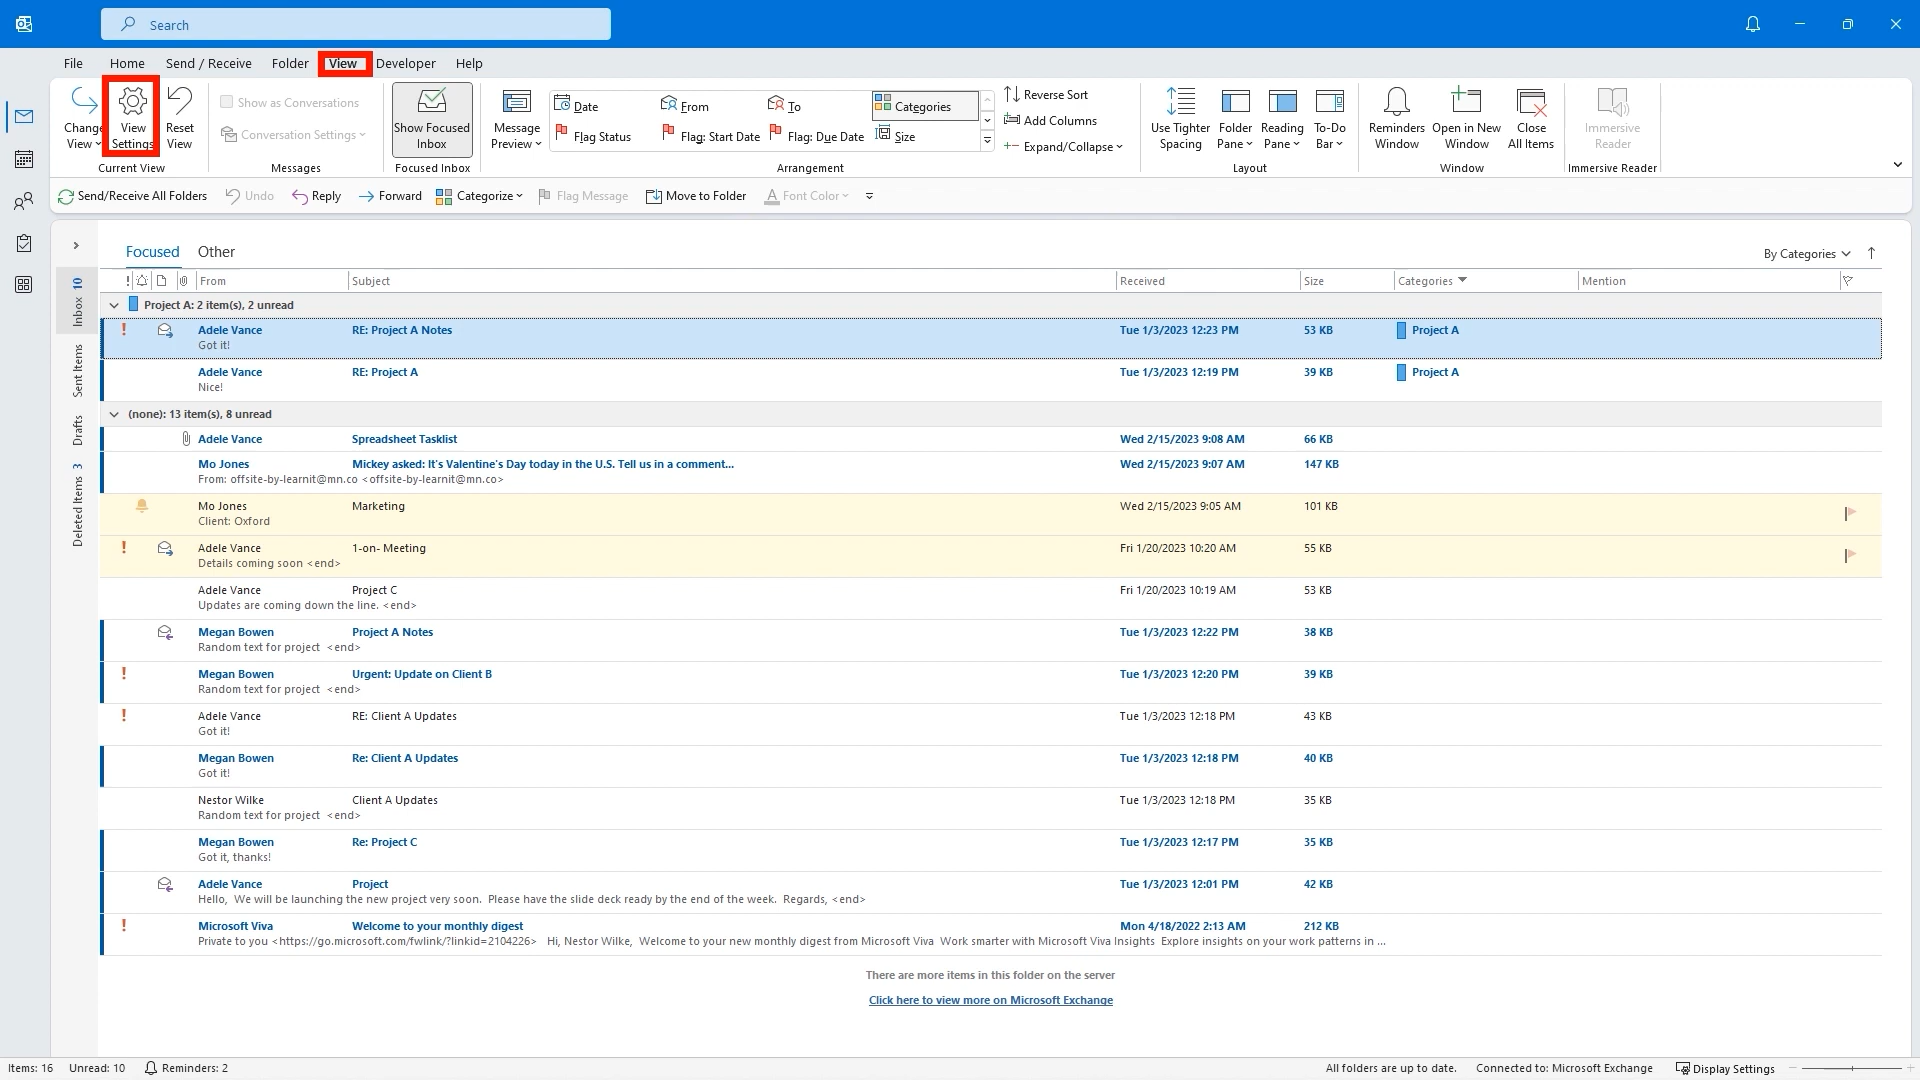 Search
File Home Send / Receive Folder View Developer Help
Change View
View Settings
Reset View
Current View
Show as Conversations
Conversation Settings
Messages
Show Focused Inbox
Focused Inbox
Message Preview
Date From To Categories
Flag Status Flag: Start Date Flag: Due Date Size
Reverse Sort
Add Columns
Expand/Collapse
Arrangement
Use Tighter Spacing
Folder Pane
Reading Pane
To-Do Bar
Layout
Reminders Window
Open in New Window
Close All Items
Window
Immersive Reader
Immersive Reader
Send/Receive All Folders Undo Reply Forward Categorize Flag Message Move to Folder Font Color
Inbox 10
Sent Items
Drafts
Deleted Items 3
Focused Other By Categories
! From Subject Received Size Categories Mention
Project A: 2 item(s), 2 unread
! Adele Vance RE: Project A Notes Tue 1/3/2023 12:23 PM 53 KB Project A
Got it!
Adele Vance RE: Project A Tue 1/3/2023 12:19 PM 39 KB Project A
Nice!
(none): 13 item(s), 8 unread
Adele Vance Spreadsheet Tasklist Wed 2/15/2023 9:08 AM 66 KB
Mo Jones Mickey asked: It's Valentine's Day today in the U.S. Tell us in a comment... Wed 2/15/2023 9:07 AM 147 KB
From: offsite-by-learnit@mn.co <offsite-by-learnit@mn.co>
Mo Jones Marketing Wed 2/15/2023 9:05 AM 101 KB
Client: Oxford
! Adele Vance 1-on- Meeting Fri 1/20/2023 10:20 AM 55 KB
Details coming soon <end>
Adele Vance Project C Fri 1/20/2023 10:19 AM 53 KB
Updates are coming down the line. <end>
Megan Bowen Project A Notes Tue 1/3/2023 12:22 PM 38 KB
Random text for project <end>
! Megan Bowen Urgent: Update on Client B Tue 1/3/2023 12:20 PM 39 KB
Random text for project <end>
! Adele Vance RE: Client A Updates Tue 1/3/2023 12:18 PM 43 KB
Got it!
Megan Bowen Re: Client A Updates Tue 1/3/2023 12:18 PM 40 KB
Got it!
Nestor Wilke Client A Updates Tue 1/3/2023 12:18 PM 35 KB
Random text for project <end>
Megan Bowen Re: Project C Tue 1/3/2023 12:17 PM 35 KB
Got it, thanks!
Adele Vance Project Tue 1/3/2023 12:01 PM 42 KB
Hello, We will be launching the new project very soon. Please have the slide deck ready by the end of the week. Regards, <end>
! Microsoft Viva Welcome to your monthly digest Mon 4/18/2022 2:13 AM 212 KB
Private to you <https://go.microsoft.com/fwlink/?linkid=2104226> Hi, Nestor Wilke, Welcome to your new monthly digest from Microsoft Viva Work smarter with Microsoft Viva Insights Explore insights on your work patterns in ...
There are more items in this folder on the server
Click here to view more on Microsoft Exchange
Items: 16 Unread: 10 Reminders: 2 All folders are up to date. Connected to: Microsoft Exchange Display Settings